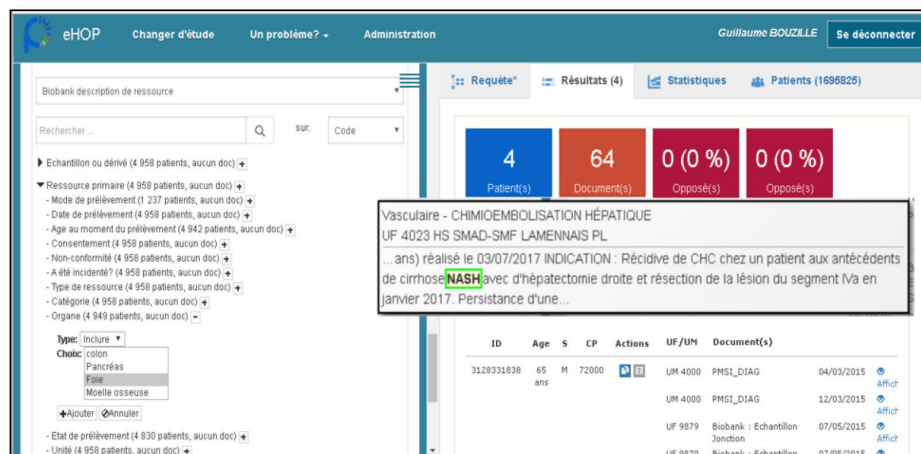 eHOP Changer d'étude Un problème? Administration Guillaume BOUZILLE Se déconnecter
Biobank description de ressource
Rechercher ... sur: Code
Echantillon ou dérivé (4 958 patients, aucun doc) +
Ressource primaire (4 958 patients, aucun doc) +
- Mode de prélèvement (1 237 patients, aucun doc) +
- Date de prélèvement (4 958 patients, aucun doc) +
- Age au moment du prélèvement (4 942 patients, aucun doc) +
- Consentement (4 958 patients, aucun doc) +
- Non-conformité (4 958 patients, aucun doc) +
- A été incidenté? (4 958 patients, aucun doc) +
- Type de ressource (4 958 patients, aucun doc) +
- Catégorie (4 958 patients, aucun doc) +
- Organe (4 949 patients, aucun doc) -
Type: Inclure
Choix: colon
Pancréas
Foie
Moelle osseuse
+Ajouter Annuler
- Etat de prélèvement (4 830 patients, aucun doc) +
- Unité (4 958 patients, aucun doc) +
Requête* Résultats (4) Statistiques Patients (1695825)
4 64 0 (0 %) 0 (0 %)
Patient(s) Document(s) Opposé(s) Opposé(s)
Vasculaire - CHIMIOEMBOLISATION HÉPATIQUE
UF 4023 HS SMAD-SMF LAMENNAIS PL
... ans) réalisé le 03/07/2017 INDICATION : Récidive de CHC chez un patient aux antécédents
de cirrhose NASH avec d'hépatectomie droite et résection de la lésion du segment IVa en
janvier 2017. Persistance d'une...
ID Age S CP Actions UF/UM Document(s)
3128331838 65 M 72000 UM 4000 PMSI_DIAG 04/03/2015
ans Affich
UM 4000 PMSI_DIAG 12/03/2015
Affich
UF 9879 Biobank : Echantillon 07/05/2015
Jonction Affich
UF 9879 Biobank : Echantillon 07/05/2015